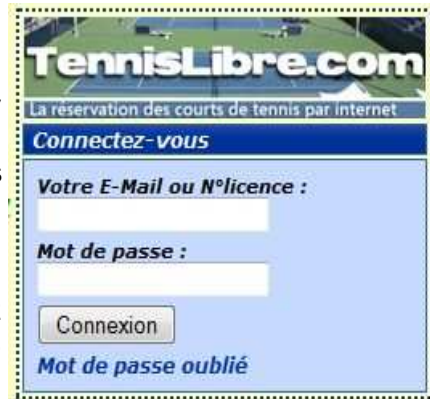 TennisLibre.com
La réservation des courts de tennis par internet
Connectez-vous
Votre E-Mail ou N°licence :
Mot de passe :
Connexion
Mot de passe oublié